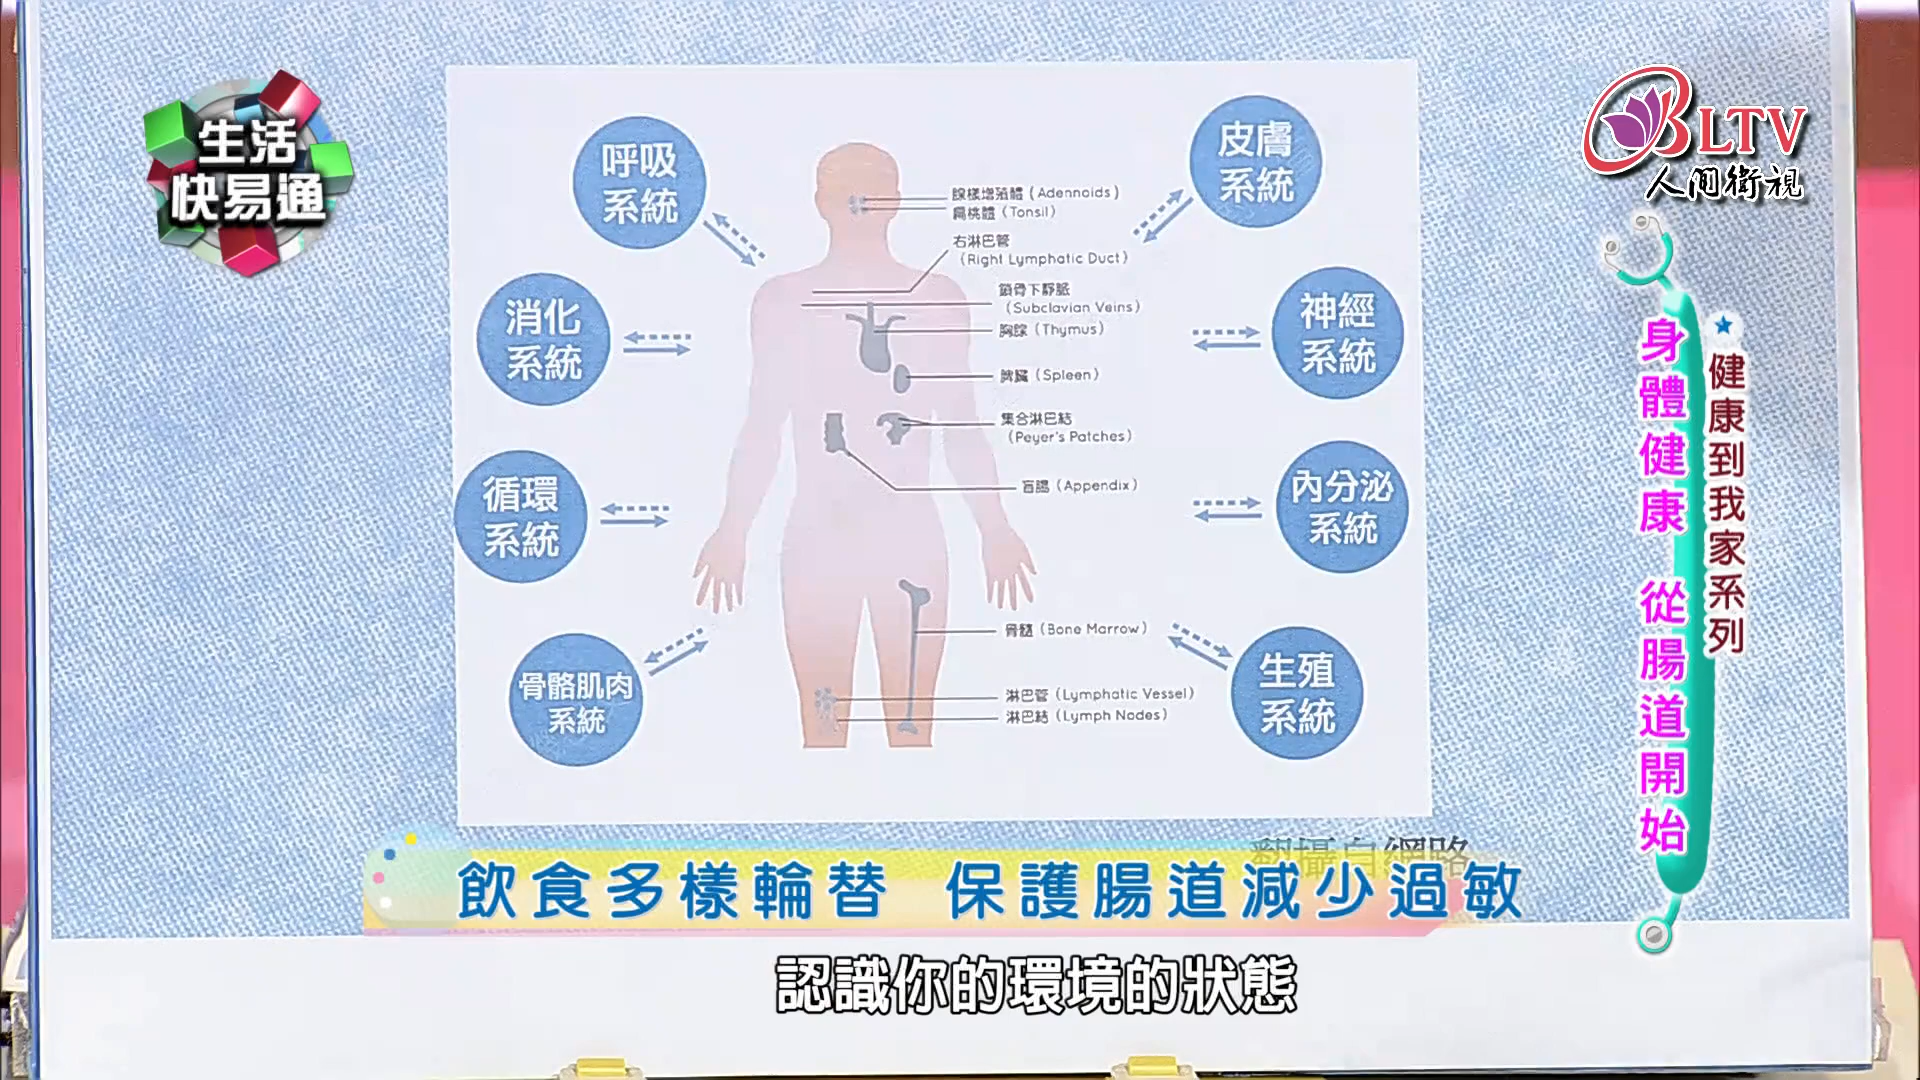 生活
快易通
BLTV
人間衛視
呼吸
系統
消化
系統
循環
系統
骨骼肌肉
系統
皮膚
系統
神經
系統
內分泌
系統
生殖
系統
腺樣增殖體 (Adennoids)
扁桃體 (Tonsil)
右淋巴管
(Right Lymphatic Duct)
鎖骨下靜脈
(Subclavian Veins)
胸腺 (Thymus)
脾臟 (Spleen)
集合淋巴結
(Peyer's Patches)
盲腸 (Appendix)
骨髓 (Bone Marrow)
淋巴管 (Lymphatic Vessel)
淋巴結 (Lymph Nodes)
健康到我家系列
身體健康 從腸道開始
翻攝自網路
飲食多樣輪替 保護腸道減少過敏
認識你的環境的狀態